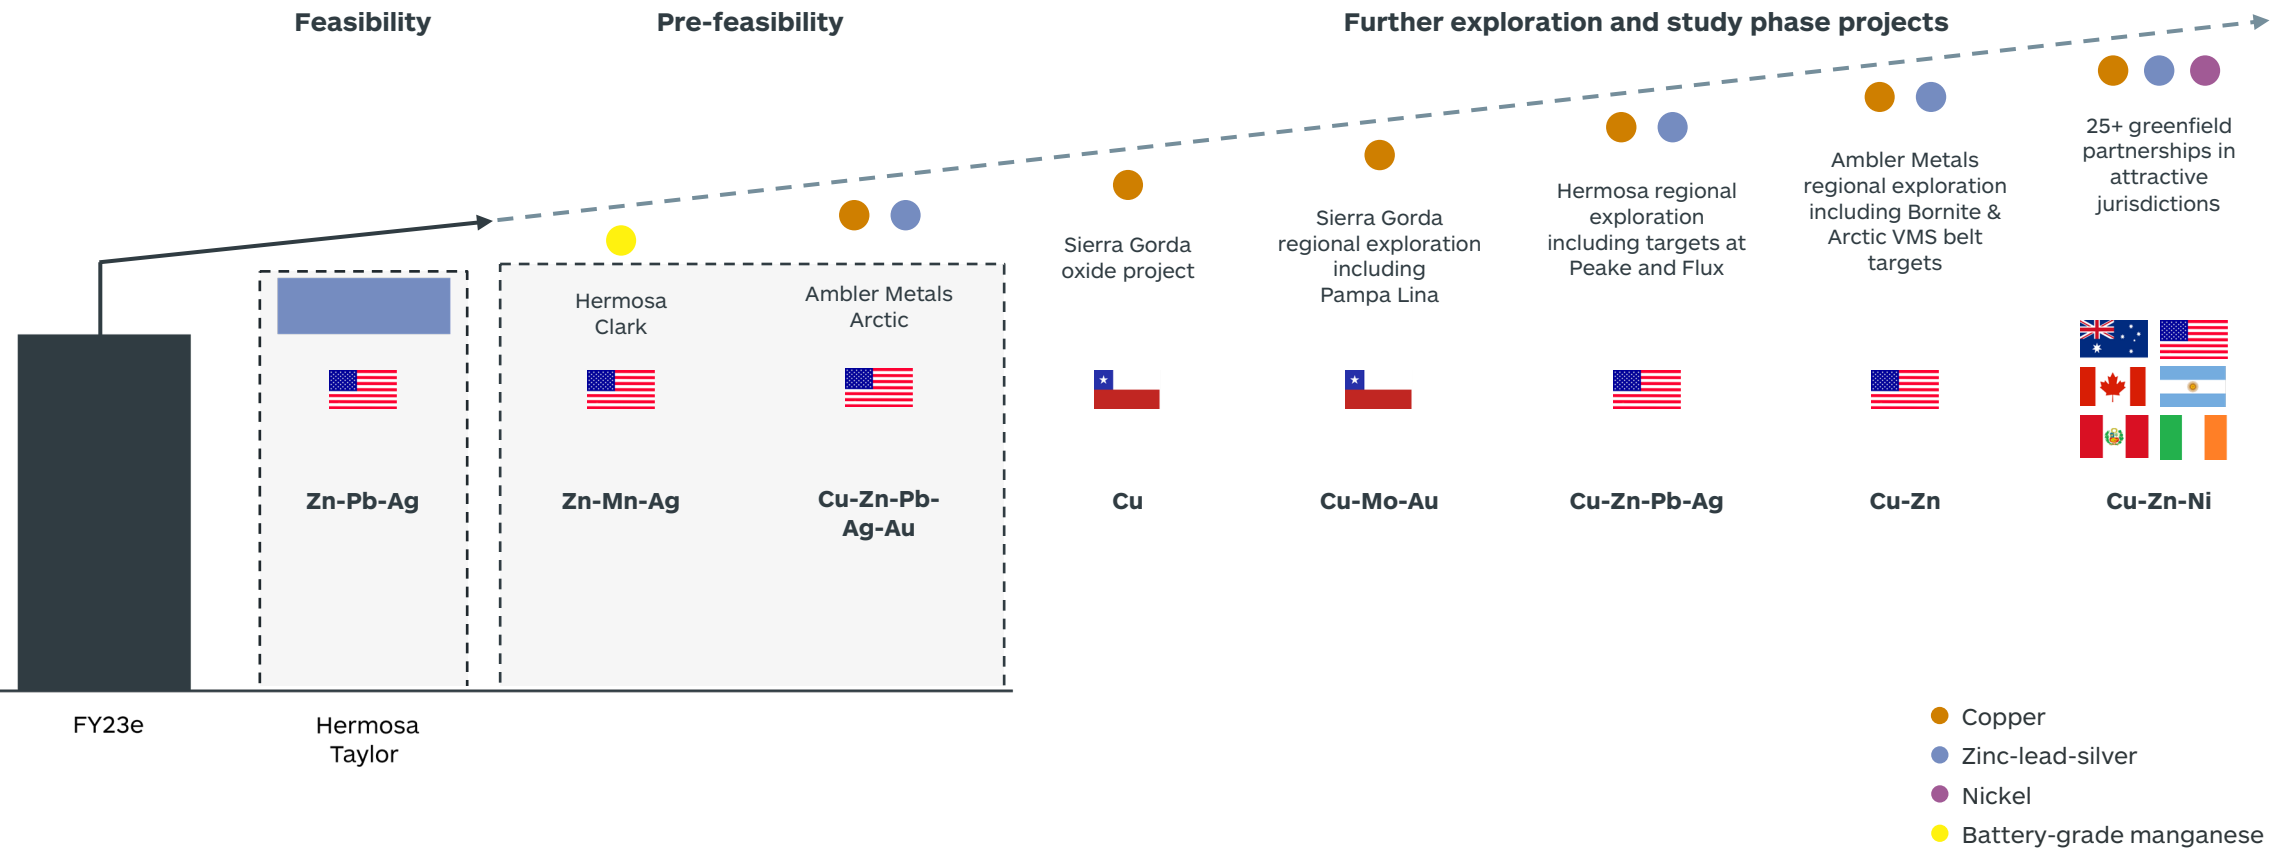 Feasibility
Pre-feasibility
Further exploration and study phase projects
Hermosa
Clark
Ambler Metals
Arctic
Sierra Gorda
oxide project
Sierra Gorda
regional exploration
including
Pampa Lina
Hermosa regional
exploration
including targets at
Peake and Flux
Ambler Metals
regional exploration
including Bornite &
Arctic VMS belt
targets
25+ greenfield
partnerships in
attractive
jurisdictions
Zn-Pb-Ag
Zn-Mn-Ag
Cu-Zn-Pb-
Ag-Au
Cu
Cu-Mo-Au
Cu-Zn-Pb-Ag
Cu-Zn
Cu-Zn-Ni
FY23e
Hermosa
Taylor
Copper
Zinc-lead-silver
Nickel
Battery-grade manganese